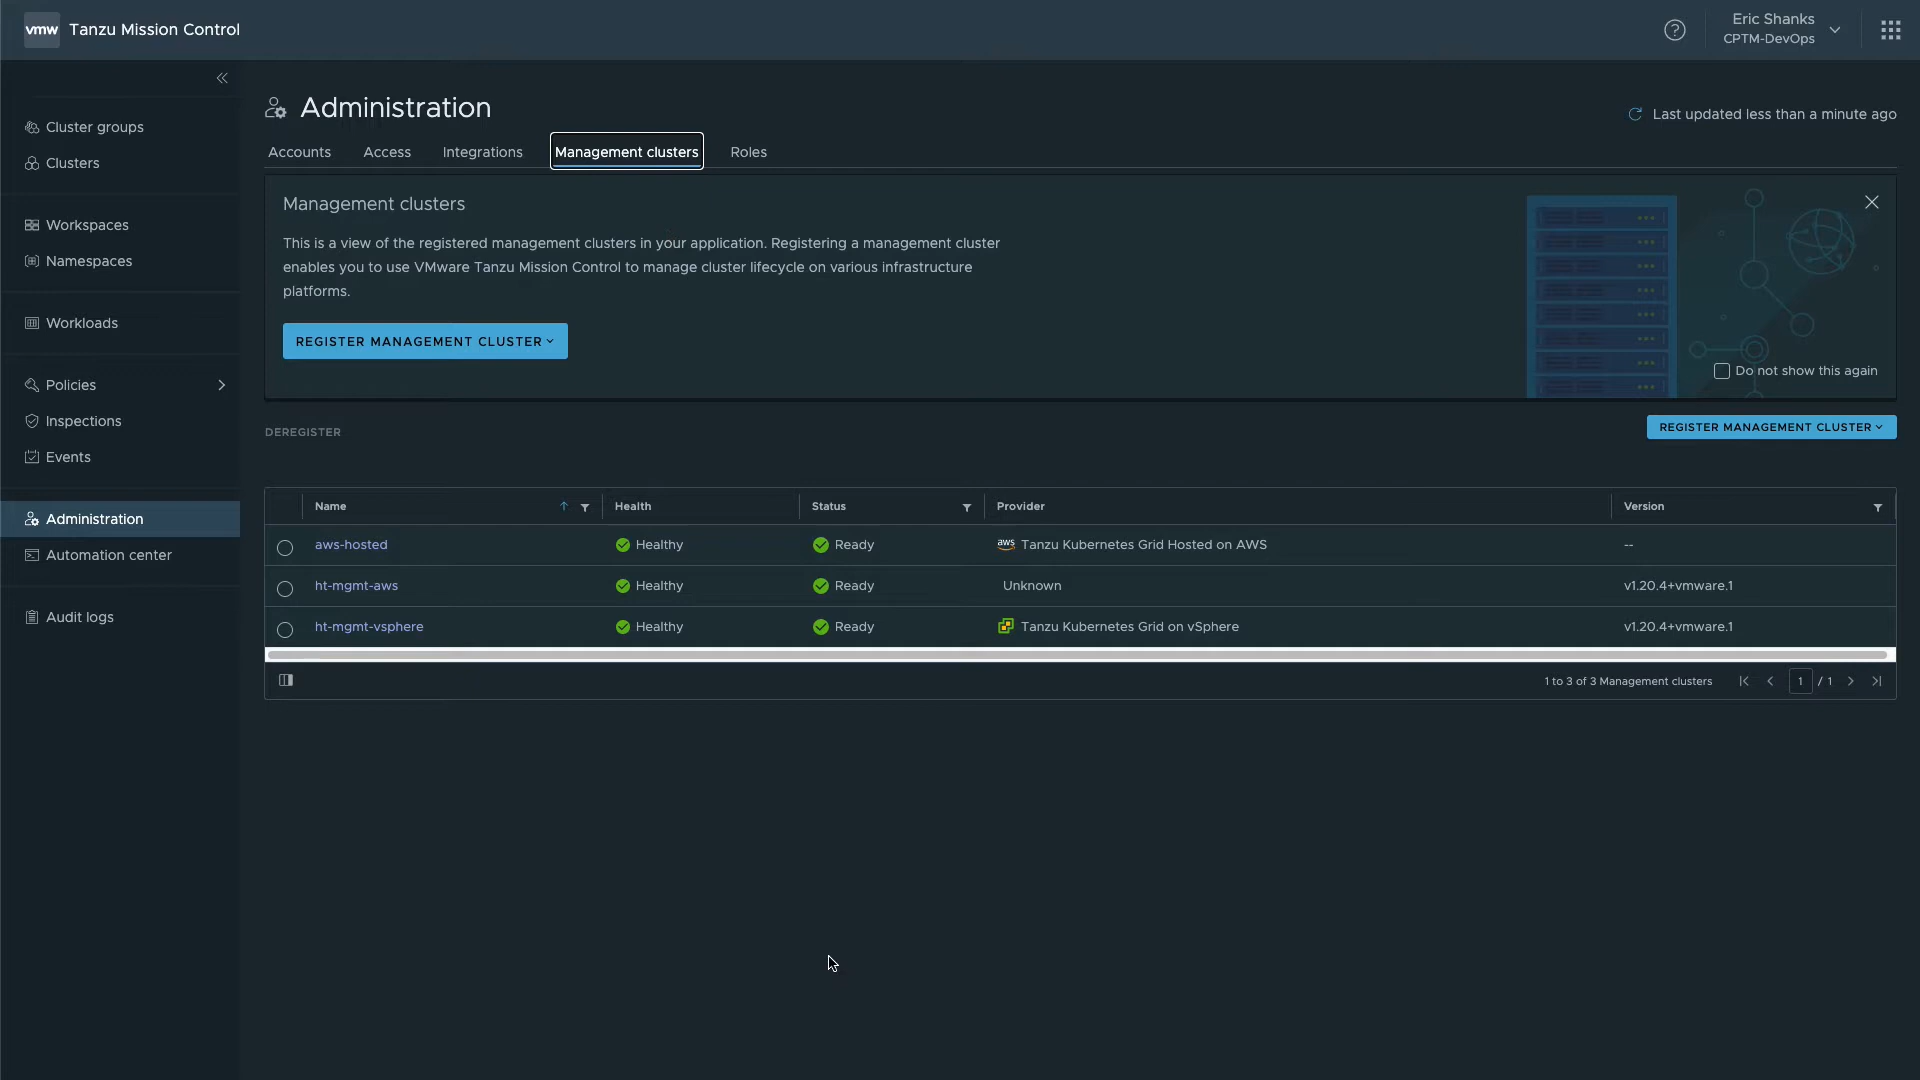 vmw Tanzu Mission Control
Eric Shanks
CPTM-DevOps
Cluster groups
Clusters
Workspaces
Namespaces
Workloads
Policies
Inspections
Events
Administration
Automation center
Audit logs
Administration
Last updated less than a minute ago
Accounts Access Integrations Management clusters Roles
Management clusters
This is a view of the registered management clusters in your application. Registering a management cluster
enables you to use VMware Tanzu Mission Control to manage cluster lifecycle on various infrastructure
platforms.
REGISTER MANAGEMENT CLUSTER
Do not show this again
DEREGISTER
REGISTER MANAGEMENT CLUSTER
Name Health Status Provider Version
aws-hosted Healthy Ready aws Tanzu Kubernetes Grid Hosted on AWS --
ht-mgmt-aws Healthy Ready Unknown v1.20.4+vmware.1
ht-mgmt-vsphere Healthy Ready Tanzu Kubernetes Grid on vSphere v1.20.4+vmware.1
1 to 3 of 3 Management clusters 1 / 1